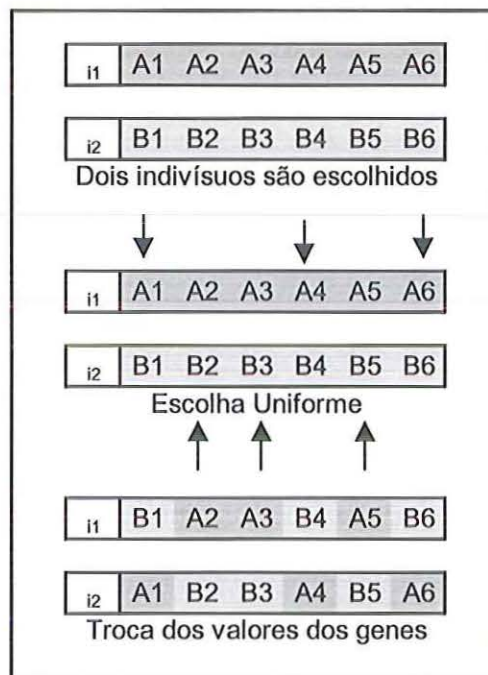 i1 A1 A2 A3 A4 A5 A6
i2 B1 B2 B3 B4 B5 B6
Dois indivísuos são escolhidos
i1 A1 A2 A3 A4 A5 A6
i2 B1 B2 B3 B4 B5 B6
Escolha Uniforme
i1 B1 A2 A3 B4 A5 B6
i2 A1 B2 B3 A4 B5 A6
Troca dos valores dos genes